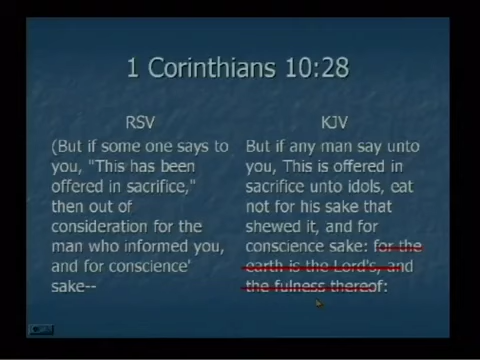 1 Corinthians 10:28
RSV
(But if some one says to
you, "This has been
offered in sacrifice,"
then out of
consideration for the
man who informed you,
and for conscience'
sake--
KJV
But if any man say unto
you, This is offered in
sacrifice unto idols, eat
not for his sake that
shewed it, and for
conscience sake: for the
earth is the Lord's, and
the fulness thereof: